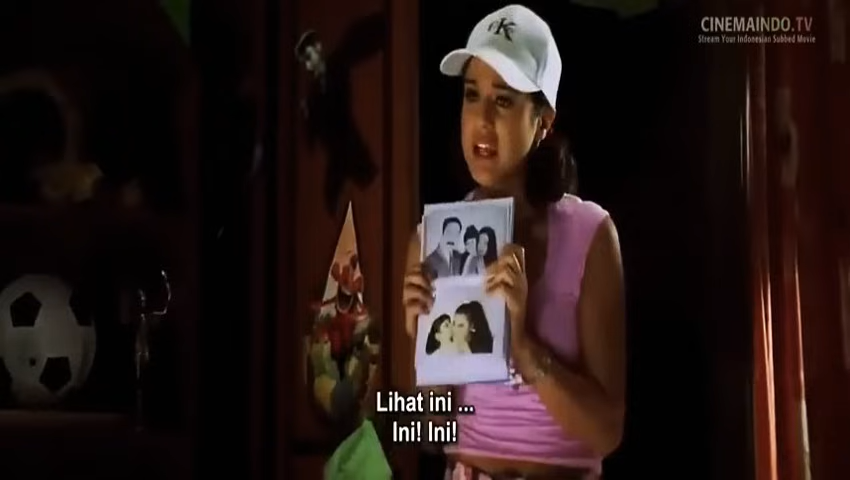 CINEMAINDO.TV
Stream Your Indonesian Subbed Movie
cK
Lihat ini ...
Ini! Ini!